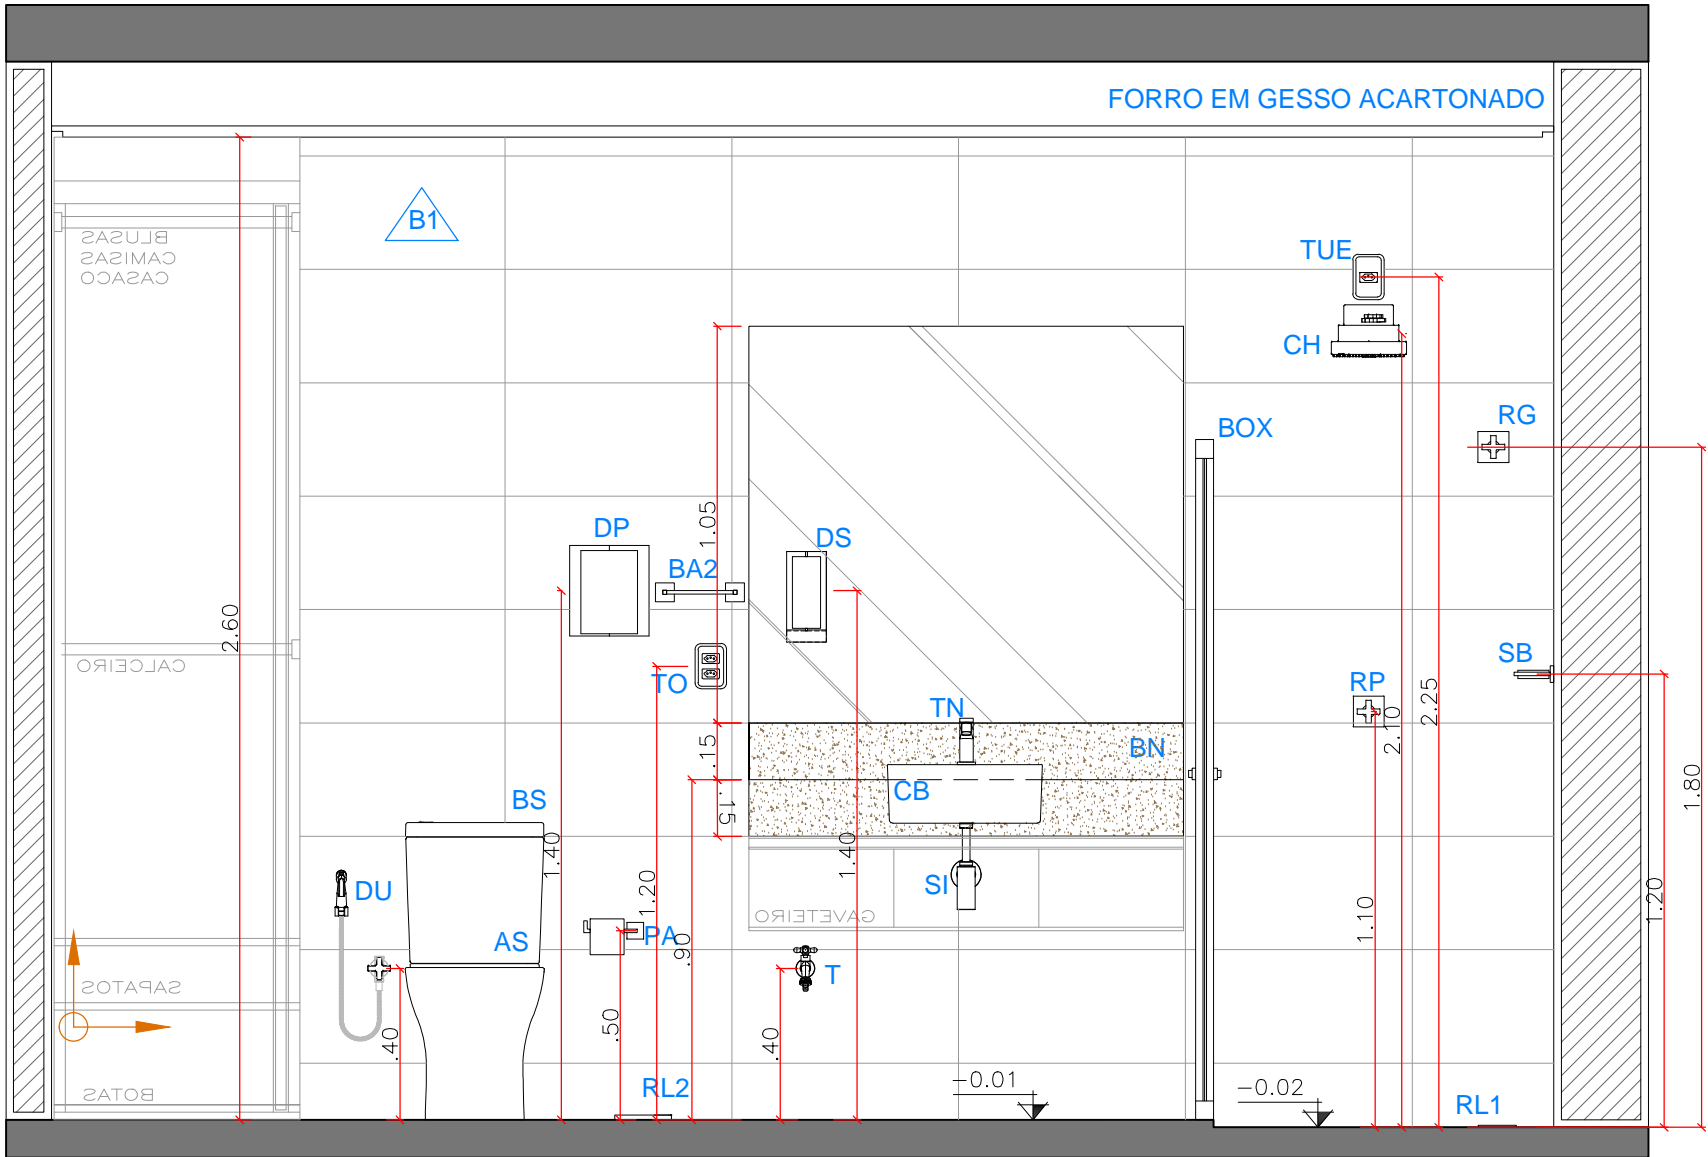 FORRO EM GESSO ACARTONADO
B1
BLUSAS
CAMISAS
CASACO
TUE
CH
RG
BOX
DP
DS
BA2
1.05
2.60
CALCEIRO
TO
SB
RP
TN
BN
2.25
2.10
.15
CB
.15
BS
1.80
1.40
1.40
DU
SI
1.20
1.20
GAVETEIRO
1.10
PA
AS
.90
T
SAPATOS
.50
.40
.40
BOTAS
RL2
-0.01
-0.02
RL1